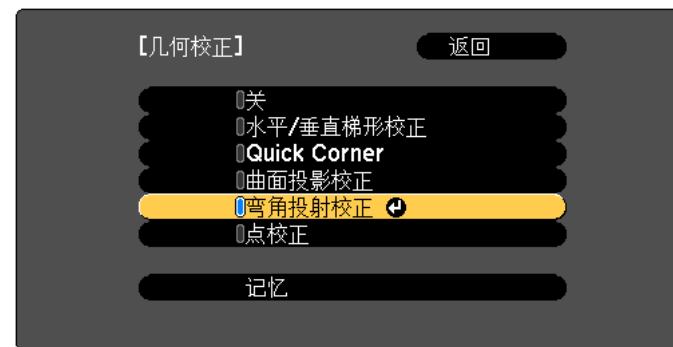 【几何校正】 返回
关
水平/垂直梯形校正
Quick Corner
曲面投影校正
弯角投射校正
点校正
记忆